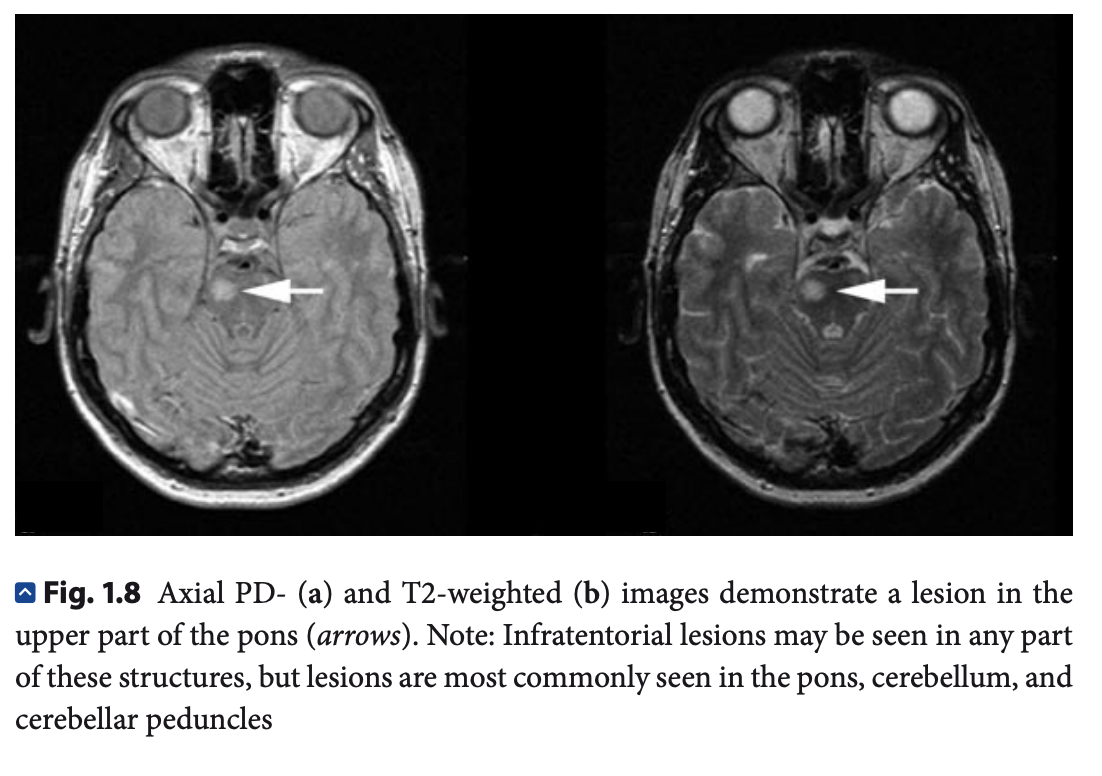 Fig. 1.8 Axial PD- (a) and T2-weighted (b) images demonstrate a lesion in the
upper part of the pons (arrows). Note: Infratentorial lesions may be seen in any part
of these structures, but lesions are most commonly seen in the pons, cerebellum, and
cerebellar peduncles